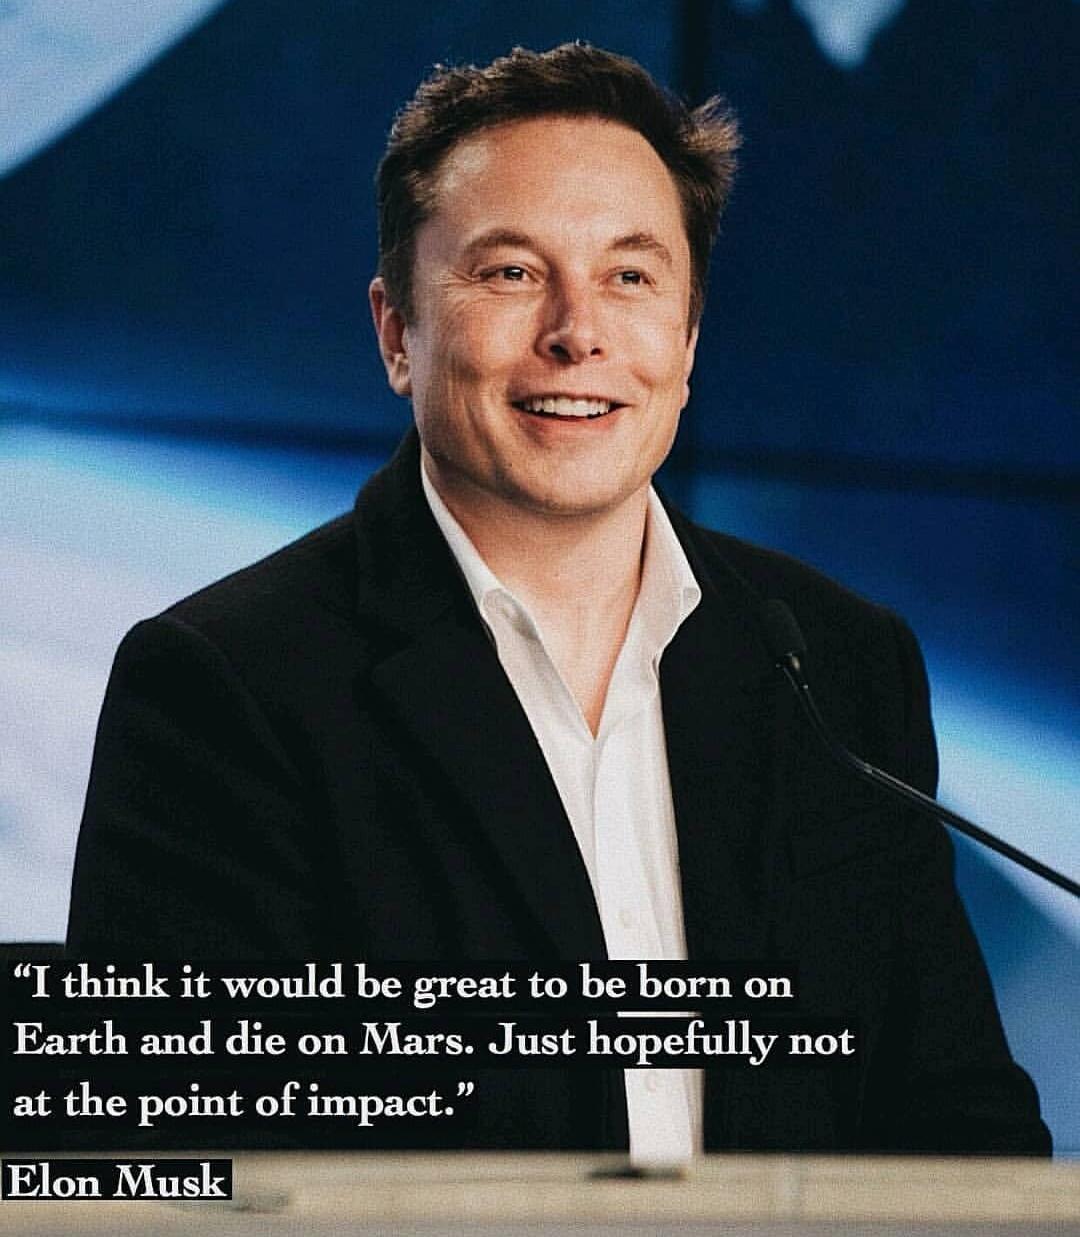 “I think it would be great to be born on
Earth and die on Mars. Just hopefully not
at the point of impact.”
Elon Musk